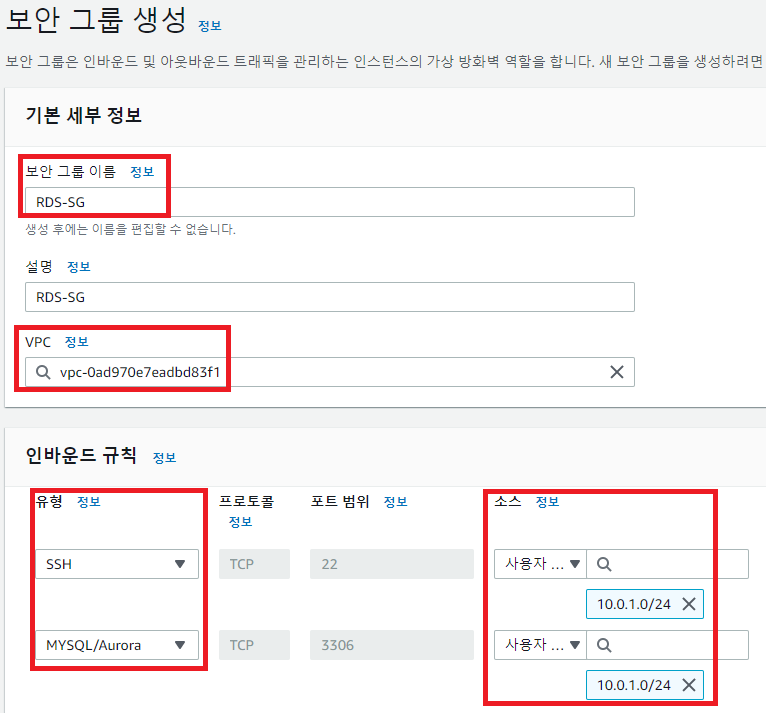 보안 그룹 생성 정보
보안 그룹은 인바운드 및 아웃바운드 트래픽을 관리하는 인스턴스의 가상 방화벽 역할을 합니다. 새 보안 그룹을 생성하려면
기본 세부 정보
보안 그룹 이름 정보
RDS-SG
생성 후에는 이름을 편집할 수 없습니다.
설명 정보
RDS-SG
VPC 정보
vpc-0ad970e7eadbd83f1
인바운드 규칙 정보
유형 정보 프로토콜 정보 포트 범위 정보 소스 정보
SSH TCP 22 사용자 ...
10.0.1.0/24
MYSQL/Aurora TCP 3306 사용자 ...
10.0.1.0/24